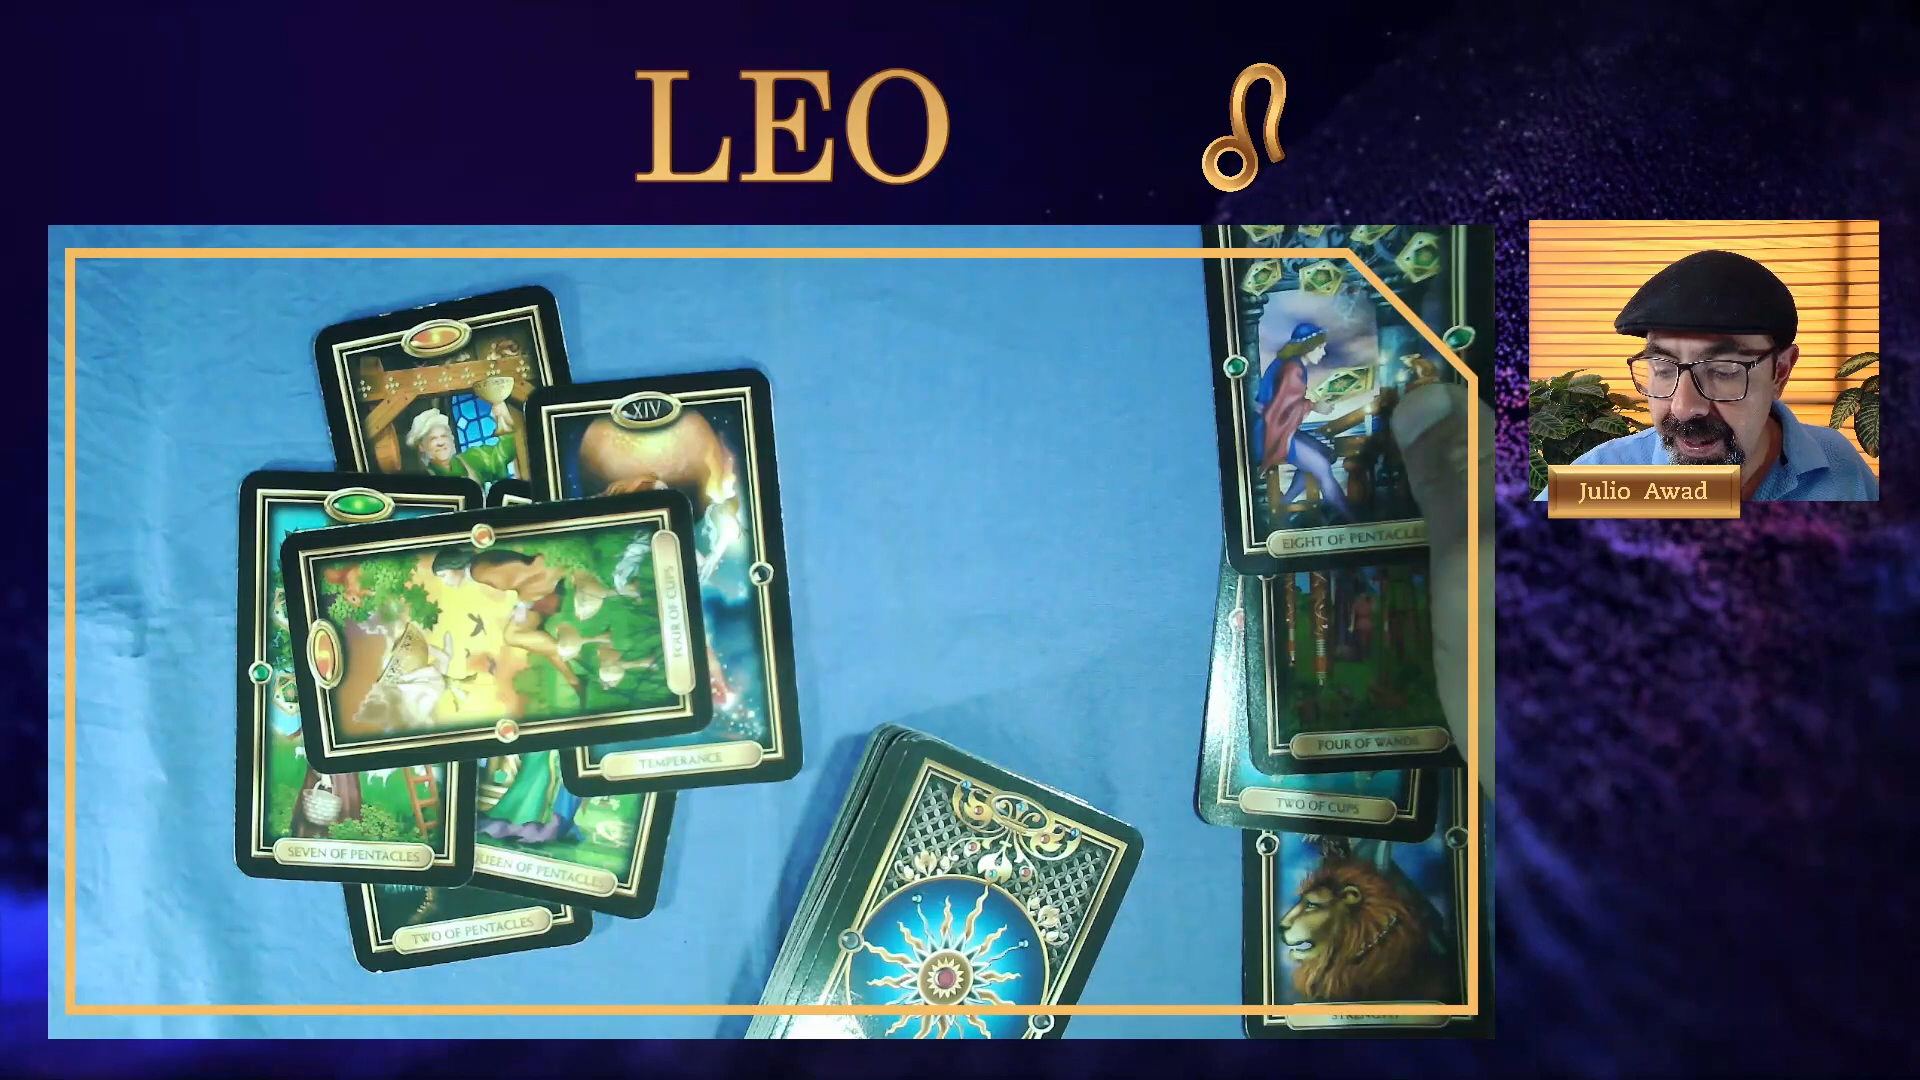 LEO
XIV
EIGHT OF PENTACLES
Julio Awad
FOUR OF CUPS
FOUR OF WANDS
TEMPERANCE
TWO OF CUPS
SEVEN OF PENTACLES
QUEEN OF PENTACLES
TWO OF PENTACLES
STRENGTH